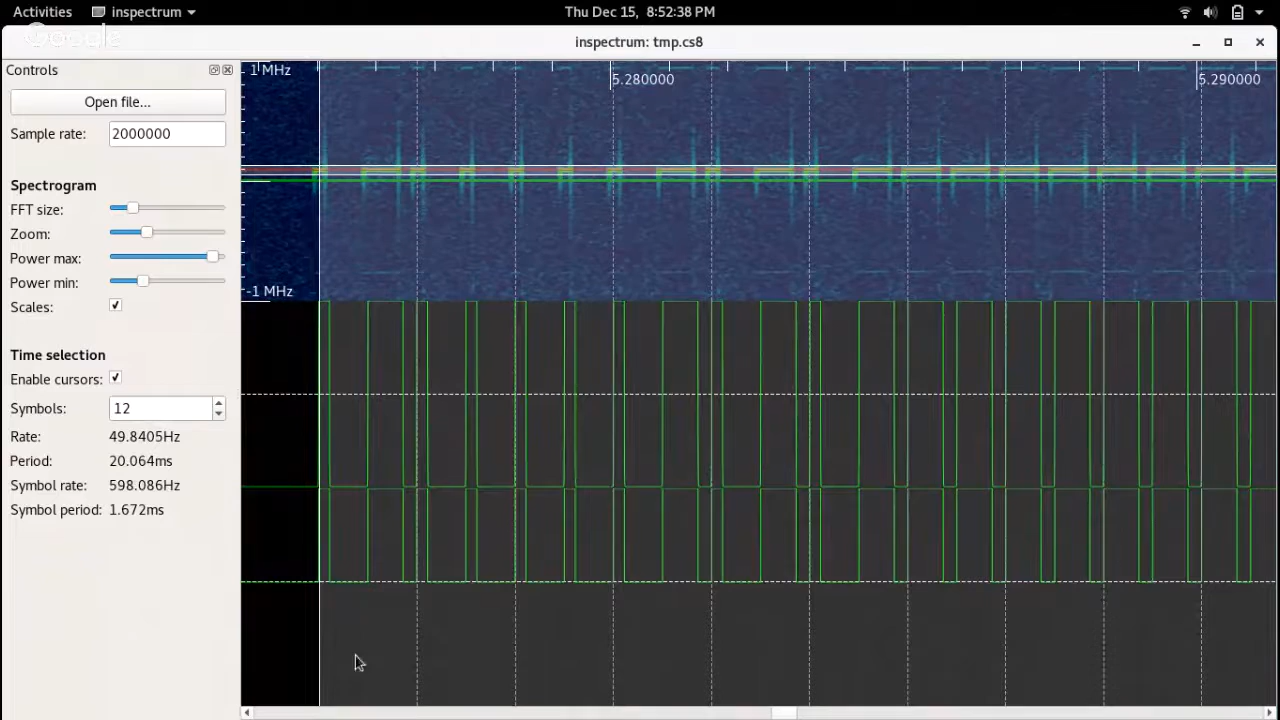 Activities inspectrum Thu Dec 15, 8:52:38 PM
Google
inspectrum: tmp.cs8
Controls
Open file...
Sample rate: 2000000
Spectrogram
FFT size:
Zoom:
Power max:
Power min:
Scales:
Time selection
Enable cursors:
Symbols: 12
Rate: 49.8405Hz
Period: 20.064ms
Symbol rate: 598.086Hz
Symbol period: 1.672ms
1 MHz
5.280000 5.290000
-1 MHz